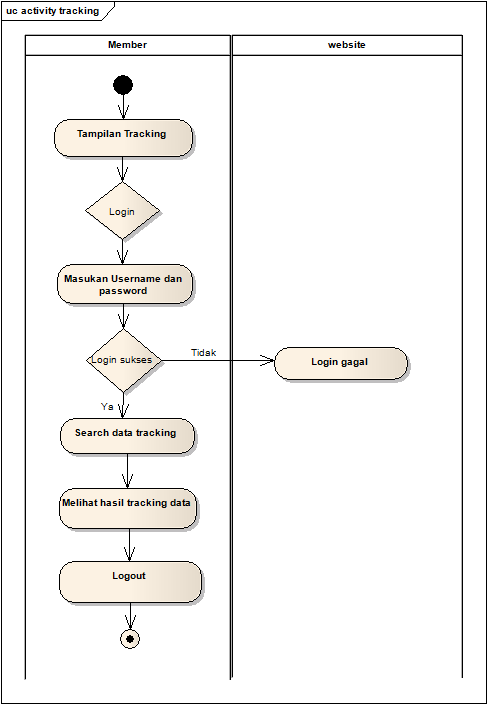 uc activity tracking
Member
website
Tampilan Tracking
Login
Masukan Username dan
password
Login sukses
Tidak
Login gagal
Ya
Search data tracking
Melihat hasil tracking data
Logout